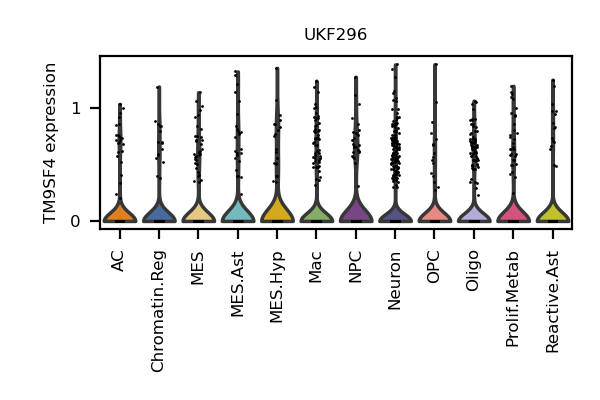 UKF296
TM9SF4 expression
1
0
AC
Chromatin.Reg
MES
MES.Ast
MES.Hyp
Mac
NPC
Neuron
OPC
Oligo
Prolif.Metab
Reactive.Ast